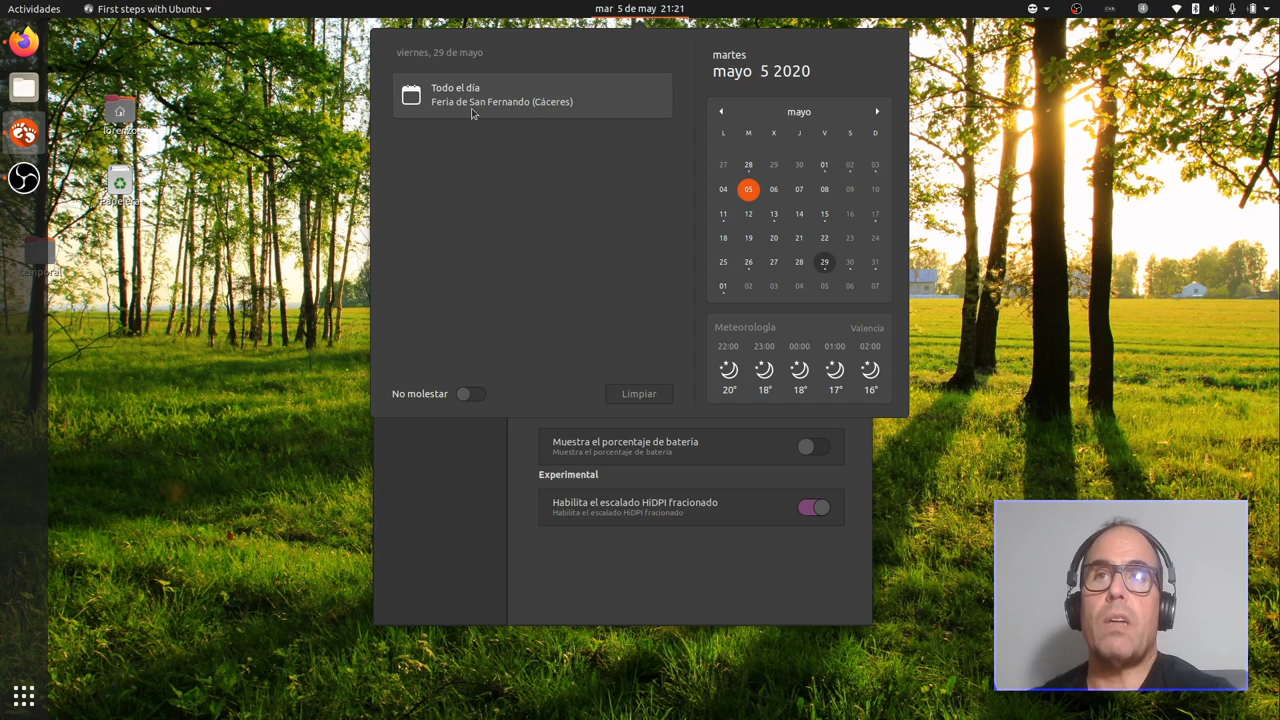 Actividades
First steps with Ubuntu
mar 5 de may 21:21
4
lorenzo
Papelera
temporal
viernes, 29 de mayo
Todo el día
Feria de San Fernando (Cáceres)
No molestar
Limpiar
martes
mayo 5 2020
mayo
L M X J V S D
27 28 29 30 01 02 03
04 05 06 07 08 09 10
11 12 13 14 15 16 17
18 19 20 21 22 23 24
25 26 27 28 29 30 31
01 02 03 04 05 06 07
Meteorología Valencia
22:00 23:00 00:00 01:00 02:00
20° 18° 18° 17° 16°
Muestra el porcentaje de batería
Muestra el porcentaje de batería
Experimental
Habilita el escalado HiDPI fracionado
Habilita el escalado HiDPI fracionado